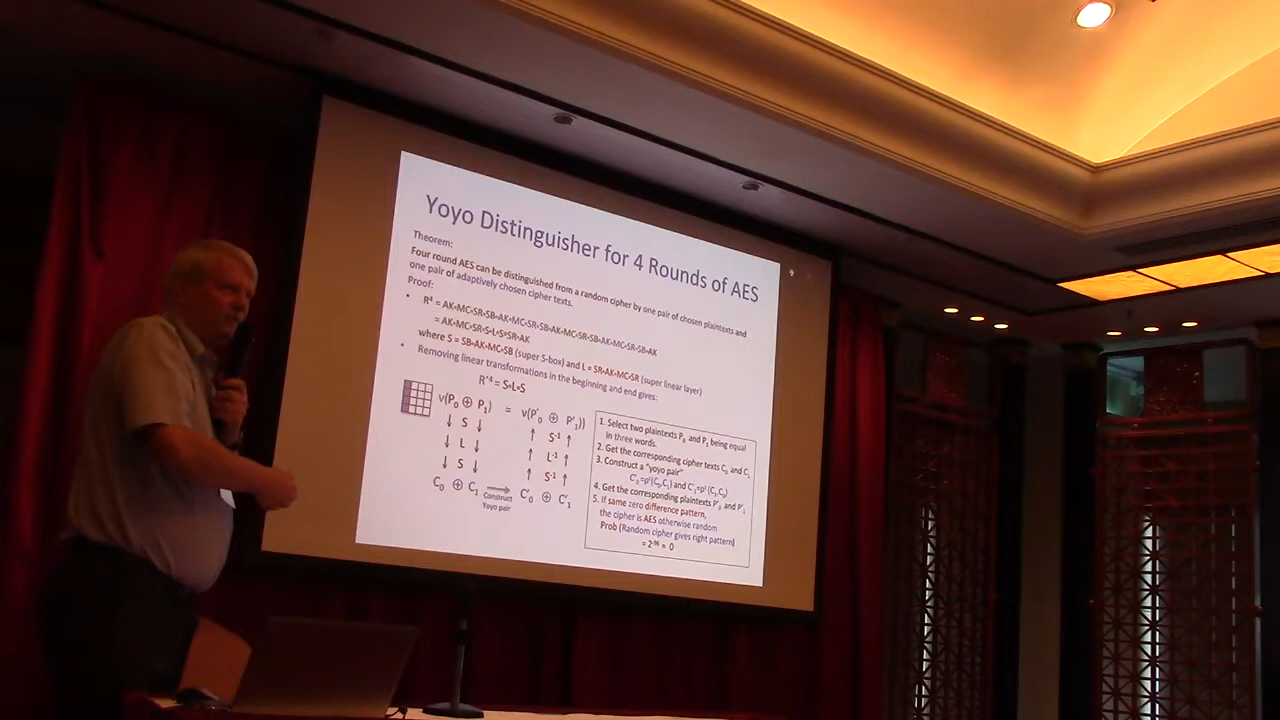 Yoyo Distinguisher for 4 Rounds of AES
Theorem:
Four round AES can be distinguished from a random cipher by one pair of chosen plaintexts and
one pair of adaptively chosen cipher texts.
Proof:
• R⁴ = AK∘MC∘SR∘SB∘AK∘MC∘SR∘SB∘AK∘MC∘SR∘SB∘AK∘MC∘SR∘SB∘AK
= AK∘MC∘SR∘S∘L∘S∘SR∘AK
where S = SB∘AK∘MC∘SB (super S-box) and L = SR∘AK∘MC∘SR (super linear layer)
• Removing linear transformations in the beginning and end gives:
R'⁴ = S∘L∘S
ν(P₀ ⊕ P₁) = ν(P'₀ ⊕ P'₁))
↓ S ↓ ↑ S⁻¹ ↑
↓ L ↓ ↑ L⁻¹ ↑
↓ S ↓ ↑ S⁻¹ ↑
C₀ ⊕ C₁ → C'₀ ⊕ C'₁
Construct
Yoyo pair
1. Select two plaintexts P₀ and P₁ being equal
in three words.
2. Get the corresponding cipher texts C₀ and C₁
3. Construct a "yoyo pair"
4. Get the corresponding plaintexts P'₀ and P'₁
5. If same zero difference pattern,
the cipher is AES otherwise random
Prob (Random cipher gives right pattern)
= 2⁻⁹⁶ ≈ 0